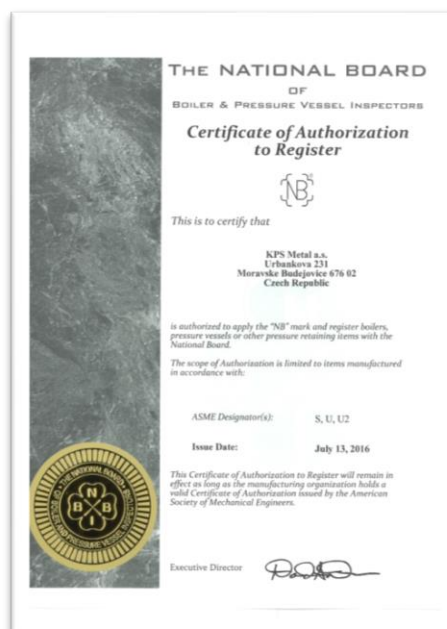 THE NATIONAL BOARD
OF
BOILER & PRESSURE VESSEL INSPECTORS
Certificate of Authorization
to Register
NB
This is to certify that
KPS Metal a.s.
Urbankova 231
Moravske Budejovice 676 02
Czech Republic
is authorized to apply the "NB" mark and register boilers,
pressure vessels or other pressure retaining items with the
National Board.
The scope of Authorization is limited to items manufactured
in accordance with:
ASME Designator(s): S, U, U2
Issue Date: July 13, 2016
This Certificate of Authorization to Register will remain in
effect as long as the manufacturing organization holds a
valid Certificate of Authorization issued by the American
Society of Mechanical Engineers.
Executive Director
N
B B
I